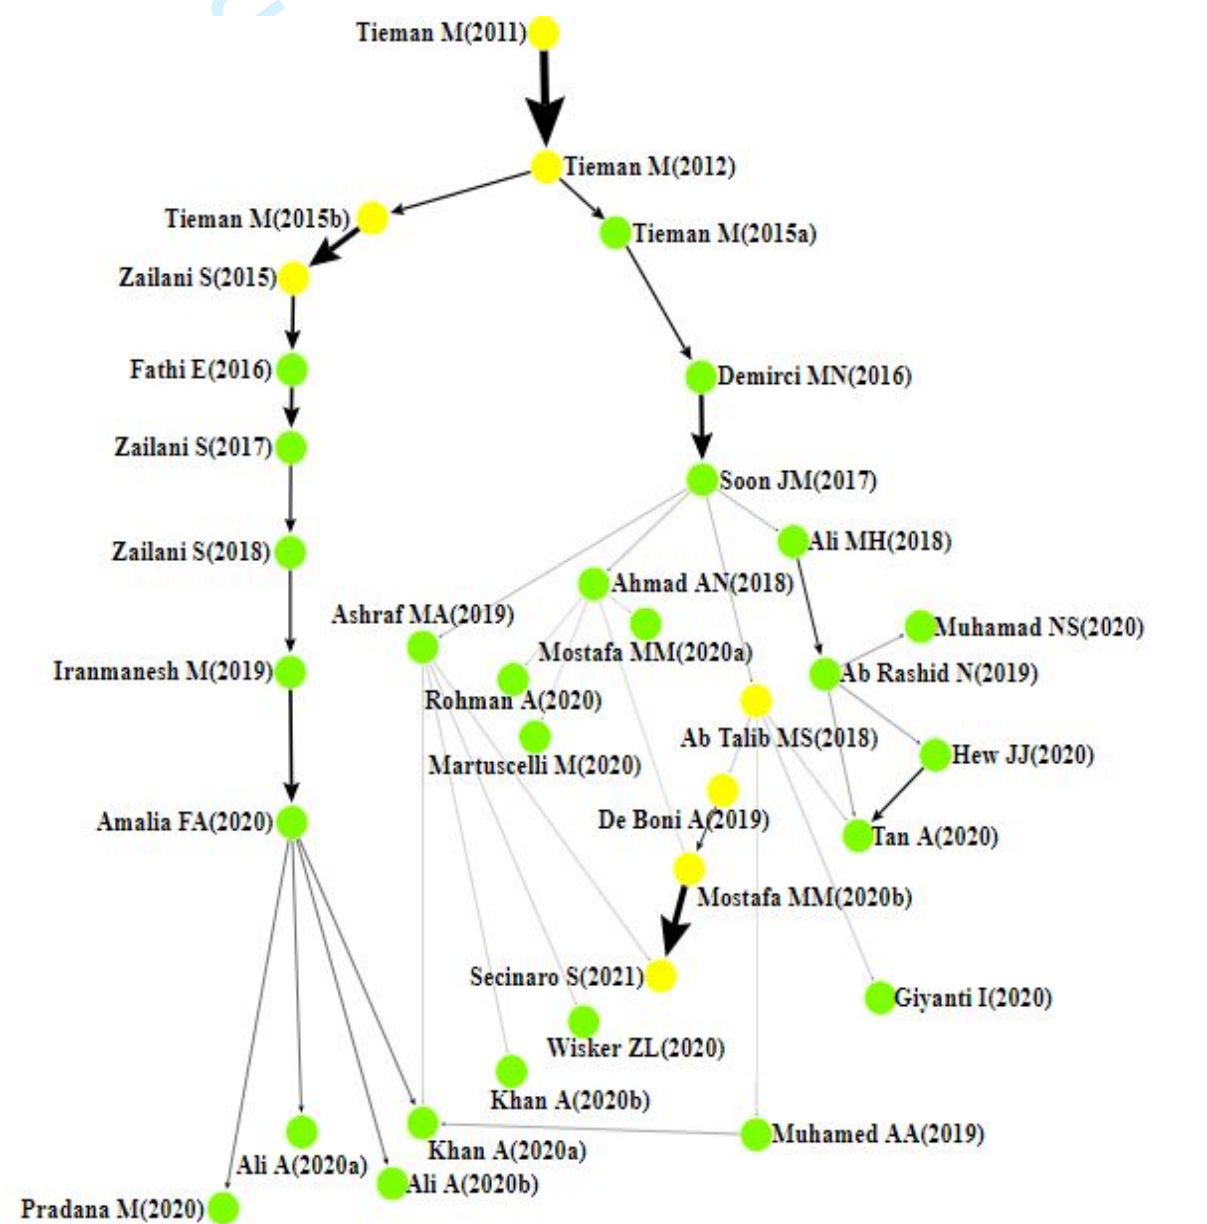 Tieman M(2011)
Tieman M(2012)
Tieman M(2015b)
Tieman M(2015a)
Zailani S(2015)
Fathi E(2016)
Demirci MN(2016)
Zailani S(2017)
Soon JM(2017)
Zailani S(2018)
Ali MH(2018)
Ahmad AN(2018)
Ashraf MA(2019)
Muhamad NS(2020)
Mostafa MM(2020a)
Iranmanesh M(2019)
Ab Rashid N(2019)
Rohman A(2020)
Ab Talib MS(2018)
Martuscelli M(2020)
Hew JJ(2020)
Amalia FA(2020)
De Boni A(2019)
Tan A(2020)
Mostafa MM(2020b)
Secinaro S(2021)
Giyanti I(2020)
Wisker ZL(2020)
Khan A(2020b)
Muhamed AA(2019)
Khan A(2020a)
Ali A(2020a)
Ali A(2020b)
Pradana M(2020)